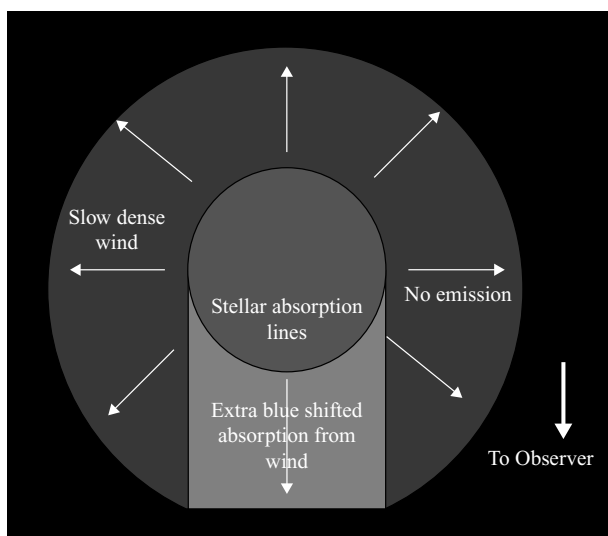 Slow dense
wind
No emission
Stellar absorption
lines
Extra blue shifted
absorption from
wind
To Observer